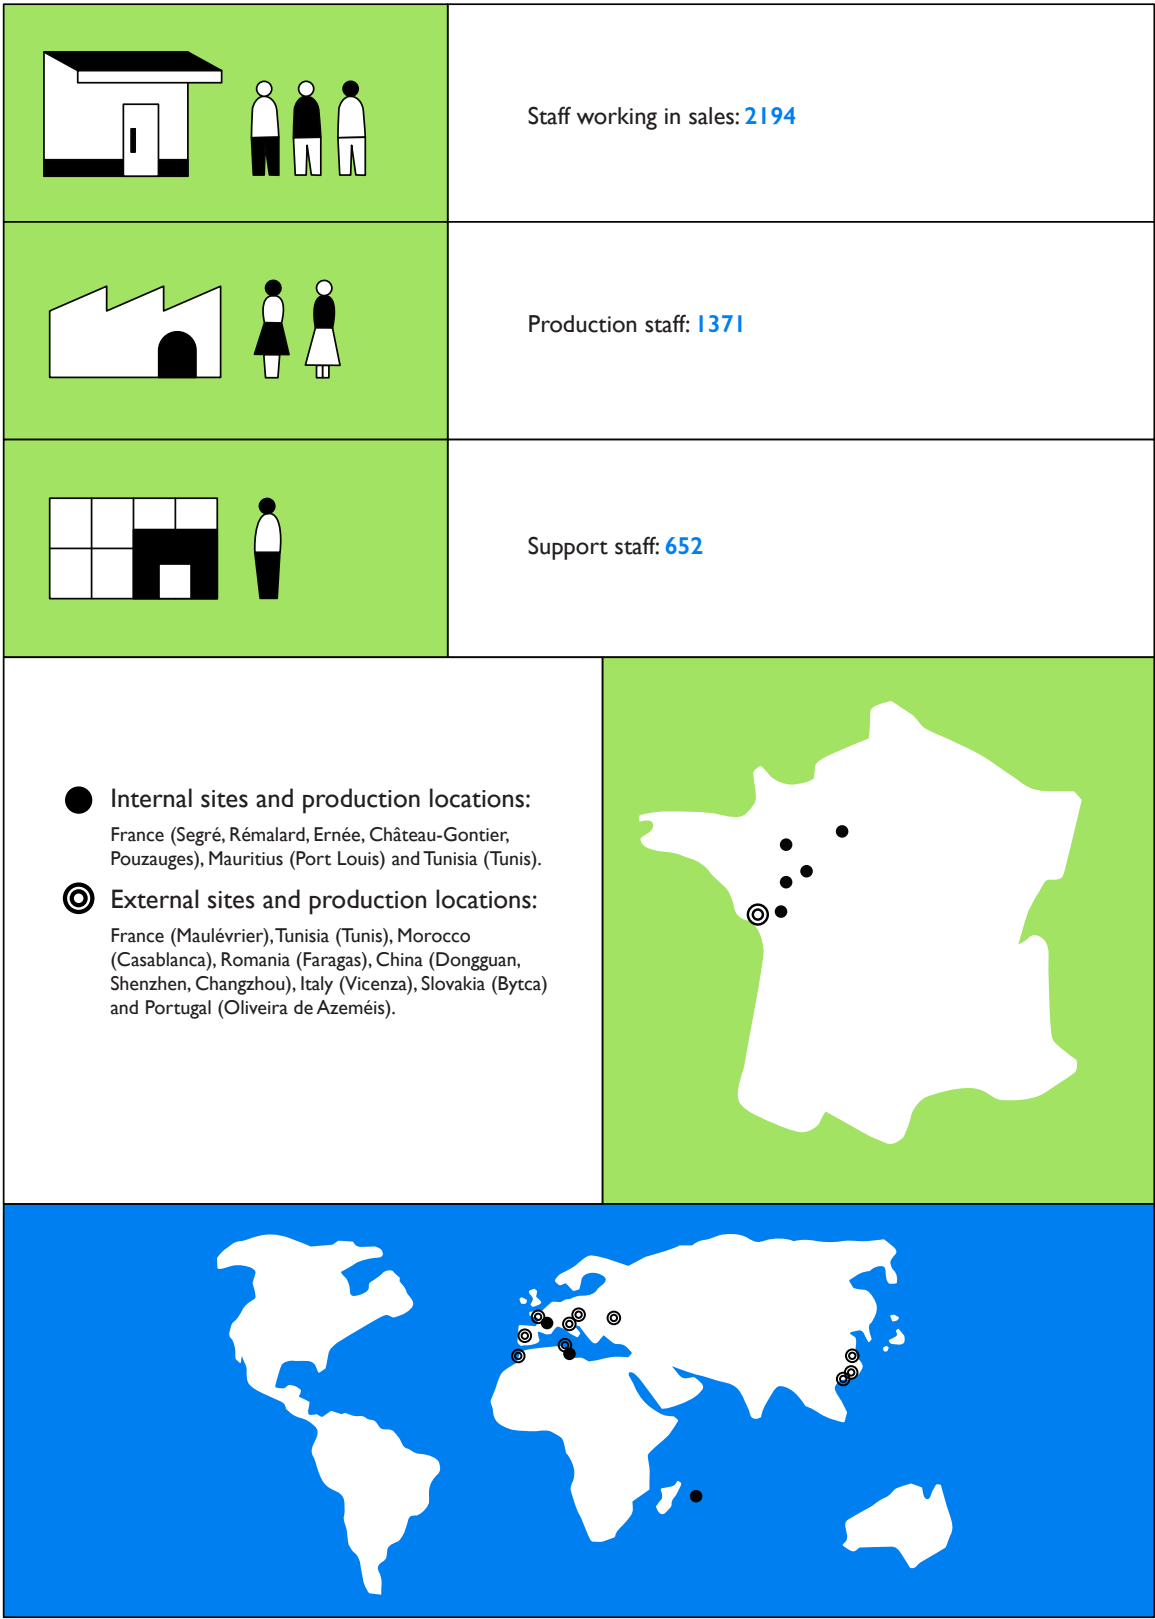 Staff working in sales: 2194
Production staff: 1371
Support staff: 652
Internal sites and production locations:
France (Segré, Rémalard, Ernée, Château-Gontier,
Pouzauges), Mauritius (Port Louis) and Tunisia (Tunis).
External sites and production locations:
France (Maulévrier), Tunisia (Tunis), Morocco
(Casablanca), Romania (Faragas), China (Dongguan,
Shenzhen, Changzhou), Italy (Vicenza), Slovakia (Bytca)
and Portugal (Oliveira de Azeméis).